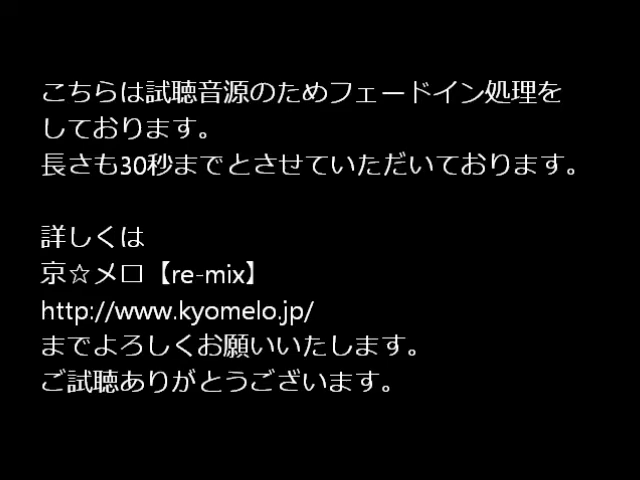 こちらは試聴音源のためフェードイン処理を
しております。
長さも30秒までとさせていただいております。
詳しくは
京☆メロ【re-mix】
http://www.kyomelo.jp/
までよろしくお願いいたします。
ご試聴ありがとうございます。